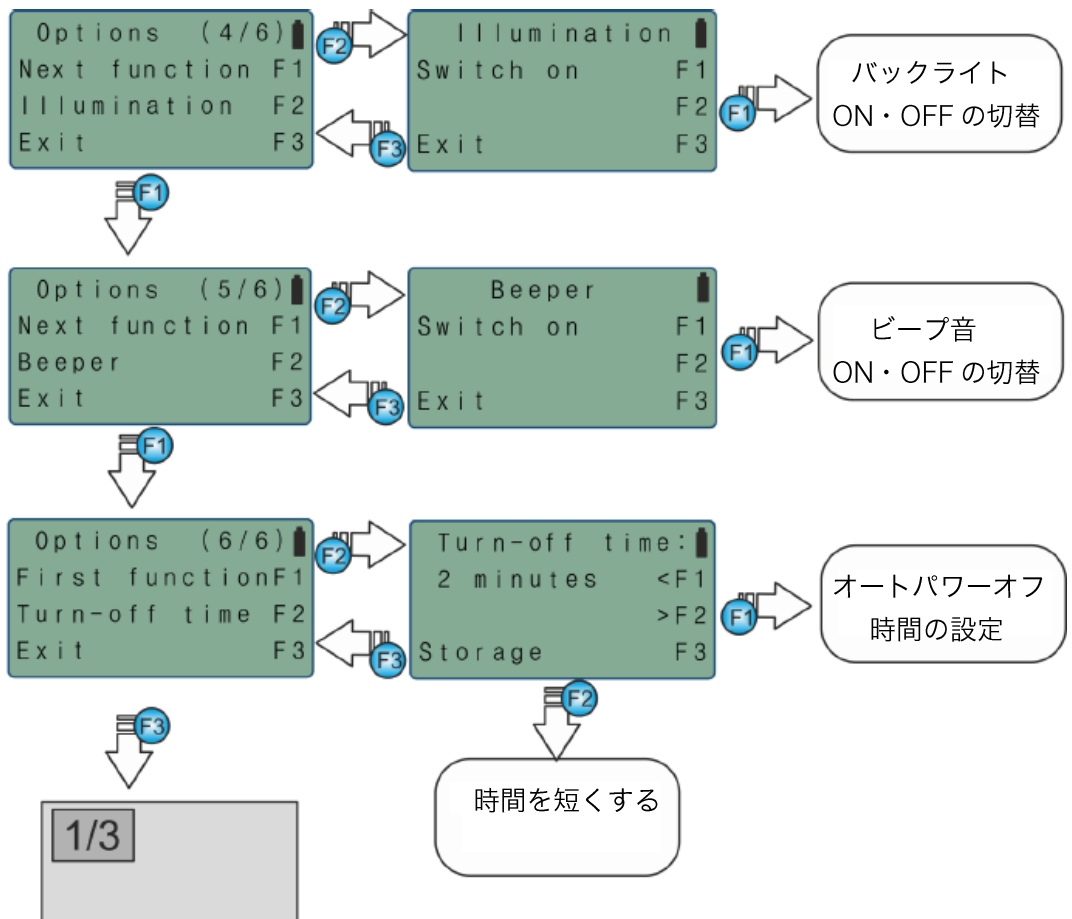 Options (4/6)
Next function F1
Illumination F2
Exit F3
F2
F3
Illumination
Switch on F1
F2
Exit F3
F1
バックライト
ON・OFF の切替
F1
Options (5/6)
Next function F1
Beeper F2
Exit F3
F2
F3
Beeper
Switch on F1
F2
Exit F3
F1
ビープ音
ON・OFF の切替
F1
Options (6/6)
First functionF1
Turn-off time F2
Exit F3
F2
F3
Turn-off time:
2 minutes <F1
>F2
Storage F3
F1
オートパワーオフ
時間の設定
F3
F2
時間を短くする
1/3